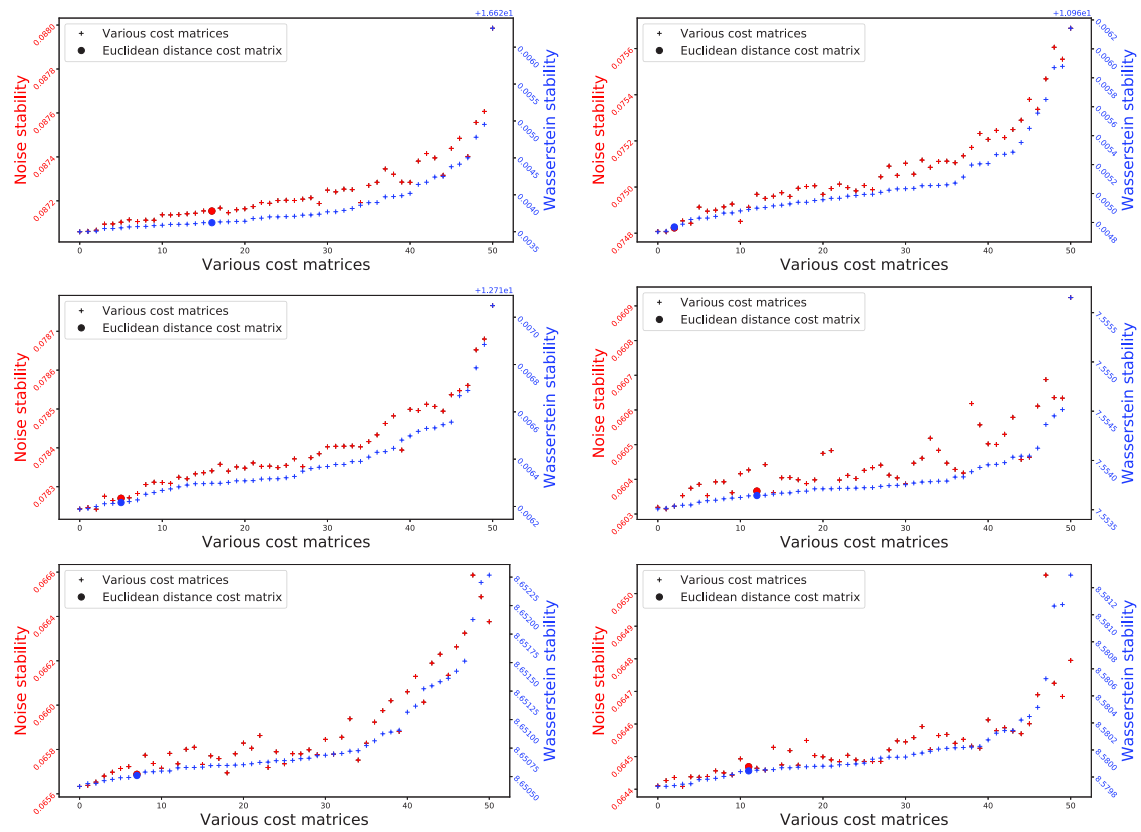 +1.662e1
0.0880
0.0878
0.0876
0.0874
0.0872
Noise stability
+ Various cost matrices
● Euclidean distance cost matrix
0.0060
0.0055
0.0050
0.0045
0.0040
0.0035
Wasserstein stability
0 10 20 30 40 50
Various cost matrices
+1.096e1
0.0756
0.0754
0.0752
0.0750
0.0748
Noise stability
+ Various cost matrices
● Euclidean distance cost matrix
0.0062
0.0060
0.0058
0.0056
0.0054
0.0052
0.0050
0.0048
Wasserstein stability
0 10 20 30 40 50
Various cost matrices
+1.271e1
0.0787
0.0786
0.0785
0.0784
0.0783
Noise stability
+ Various cost matrices
● Euclidean distance cost matrix
0.0070
0.0068
0.0066
0.0064
0.0062
Wasserstein stability
0 10 20 30 40 50
Various cost matrices
0.0609
0.0608
0.0607
0.0606
0.0605
0.0604
0.0603
Noise stability
+ Various cost matrices
● Euclidean distance cost matrix
7.5555
7.5550
7.5545
7.5540
7.5535
Wasserstein stability
0 10 20 30 40 50
Various cost matrices
0.0666
0.0664
0.0662
0.0660
0.0658
0.0656
Noise stability
+ Various cost matrices
● Euclidean distance cost matrix
8.65225
8.65200
8.65175
8.65150
8.65125
8.65100
8.65075
8.65050
Wasserstein stability
0 10 20 30 40 50
Various cost matrices
0.0650
0.0649
0.0648
0.0647
0.0646
0.0645
0.0644
Noise stability
+ Various cost matrices
● Euclidean distance cost matrix
8.5812
8.5810
8.5808
8.5806
8.5804
8.5802
8.5800
8.5798
Wasserstein stability
0 10 20 30 40 50
Various cost matrices